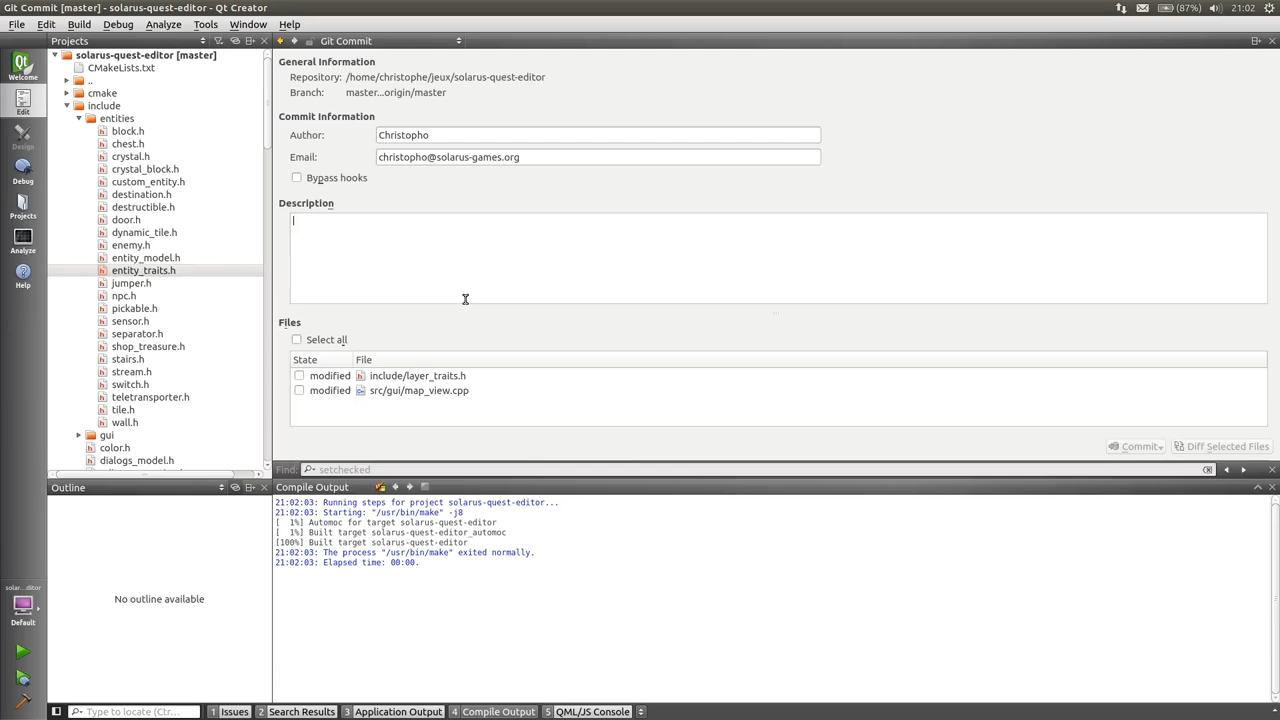 Git Commit [master] - solarus-quest-editor - Qt Creator
(87%) 21:02
File Edit Build Debug Analyze Tools Window Help
Projects
Git Commit
Welcome
Edit
Design
Debug
Projects
Analyze
Help
solar...ditor
Default
solarus-quest-editor [master]
CMakeLists.txt
..
cmake
include
entities
block.h
chest.h
crystal.h
crystal_block.h
custom_entity.h
destination.h
destructible.h
door.h
dynamic_tile.h
enemy.h
entity_model.h
entity_traits.h
jumper.h
npc.h
pickable.h
sensor.h
separator.h
shop_treasure.h
stairs.h
stream.h
switch.h
teletransporter.h
tile.h
wall.h
gui
color.h
dialogs_model.h
General Information
Repository: /home/christophe/jeux/solarus-quest-editor
Branch: master...origin/master
Commit Information
Author: Christopho
Email: christopho@solarus-games.org
Bypass hooks
Description
Files
Select all
State File
modified include/layer_traits.h
modified src/gui/map_view.cpp
Commit Diff Selected Files
Find: setchecked
Outline
No outline available
Compile Output
21:02:03: Running steps for project solarus-quest-editor...
21:02:03: Starting: "/usr/bin/make" -j8
[  1%] Automoc for target solarus-quest-editor
[  1%] Built target solarus-quest-editor_automoc
[100%] Built target solarus-quest-editor
21:02:03: The process "/usr/bin/make" exited normally.
21:02:03: Elapsed time: 00:00.
Type to locate (Ctr... 1 Issues 2 Search Results 3 Application Output 4 Compile Output 5 QML/JS Console